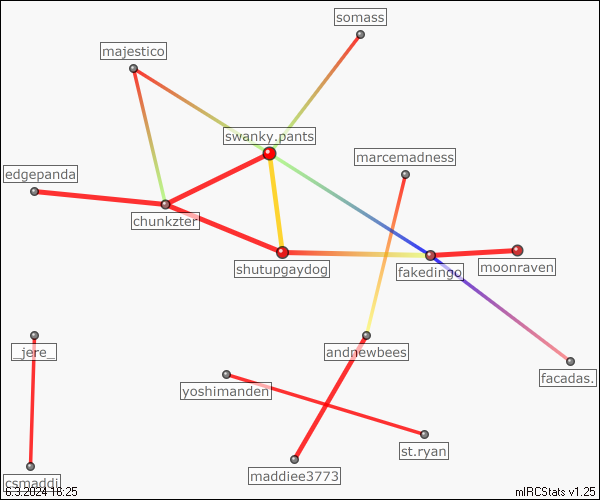 somass
majestico
swanky.pants
marcemadness
edgepanda
chunkzter
shutupgaydog
fakedingo
moonraven
_jere_
andnewbees
facadas.
yoshimanden
st.ryan
maddiee3773
csmaddi
6.3.2024 16:25
mIRCStats v1.25